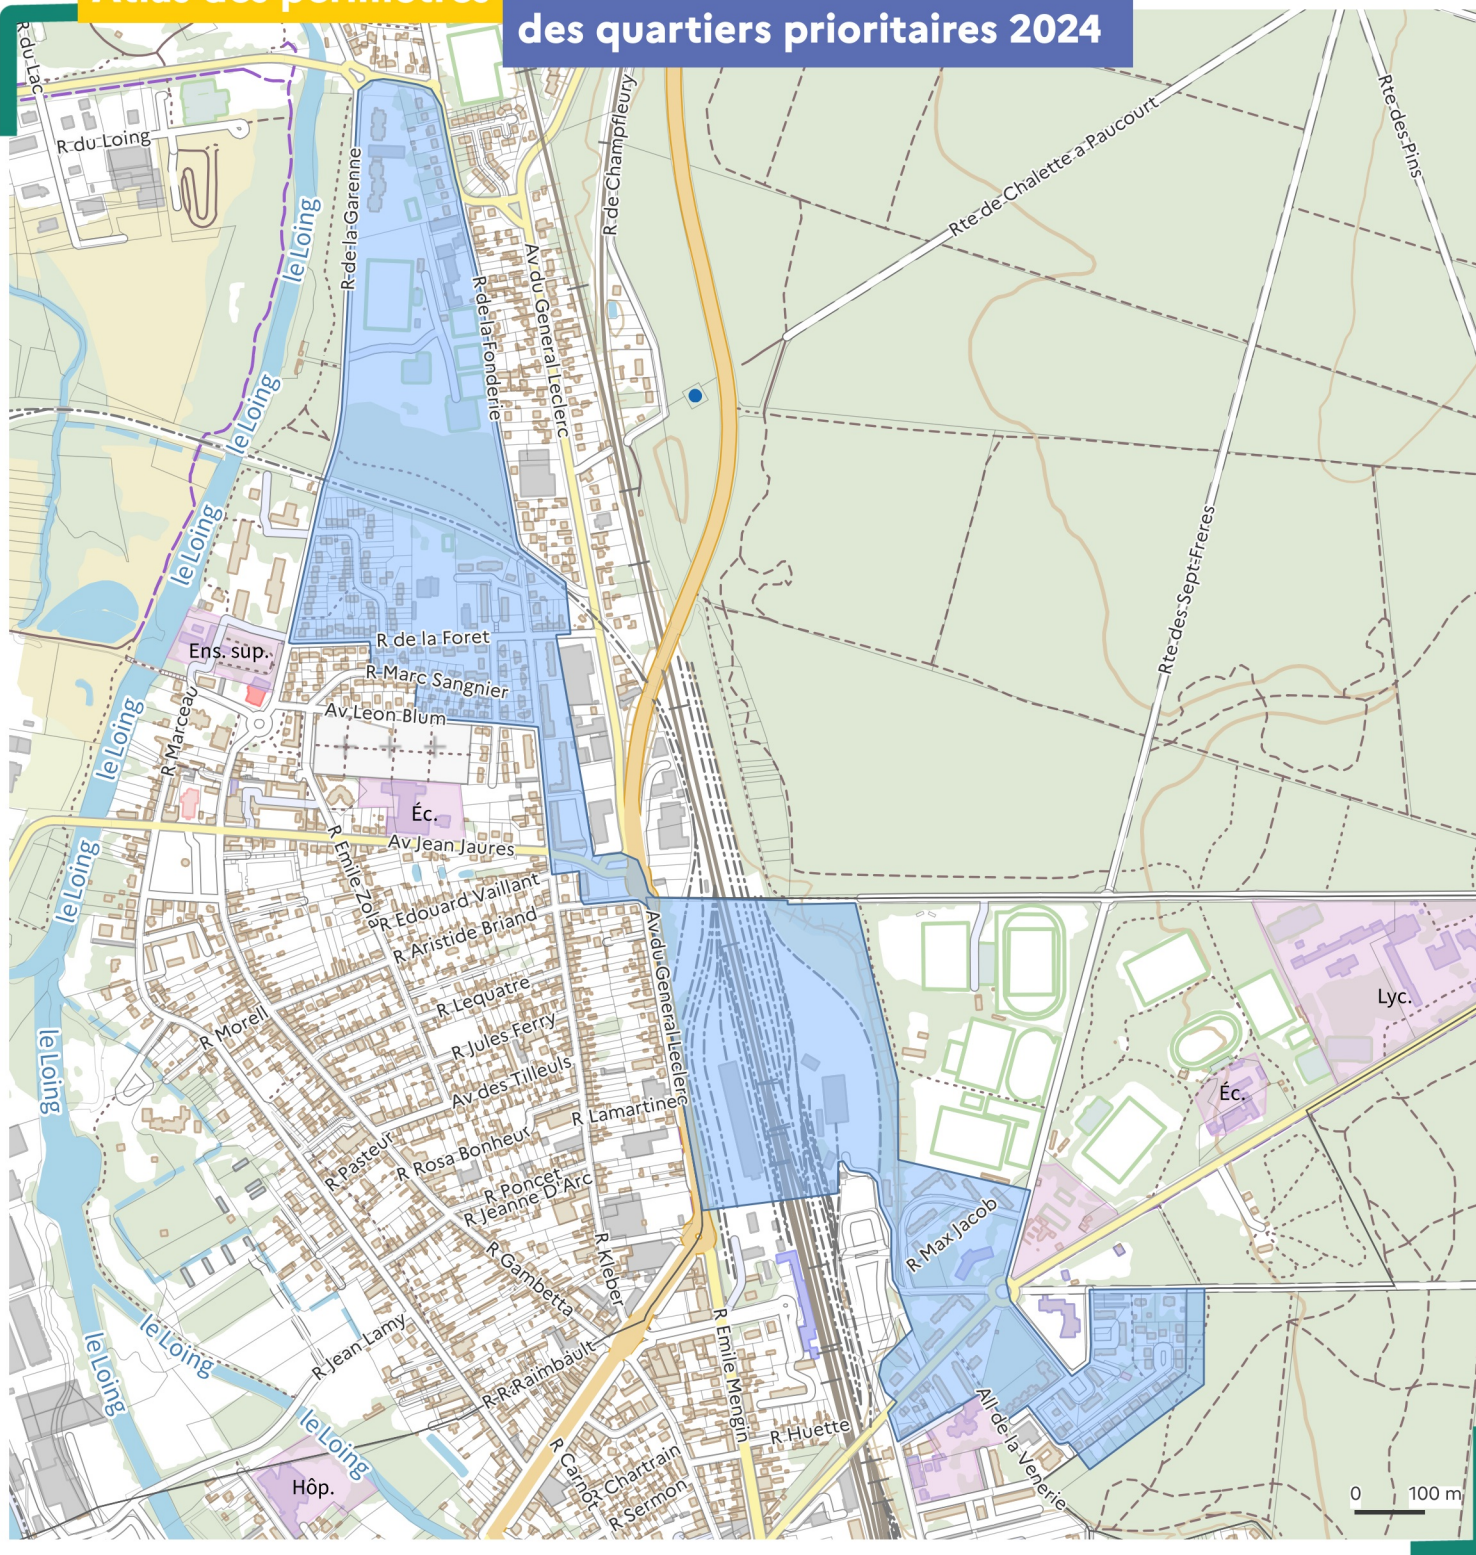 Atlas des périmètres
des quartiers prioritaires 2024
R du Lac
R du Loing
R de la Garenne
le Loing
R de Champfleury
Rte de Chalette a Paucourt
Rte des Pins
Av du General Leclerc
R de la Fonderie
le Loing
le Loing
Rte des Sept Freres
Ens. sup.
R de la Foret
R Marc Sangnier
Av Leon Blum
R Marceau
le Loing
Éc.
Av Jean Jaures
R Emile Zola
le Loing
R Edouard Vaillant
R Aristide Briand
Av du General Leclerc
R Lequatre
Lyc.
R Morell
R Jules Ferry
le Loing
Av des Tilleuls
Éc.
R Lamartine
R Pasteur
R Rosa Bonheur
R Poncet
R Jeanne D'Arc
R Max Jacob
R Gambetta
R Kleber
le Loing
R Jean Lamy
R R Raimbault
R Emile Mengin
le Loing
le Loing
All de la Venerie
R Huette
R Carnot
R Chartrain
R Sermon
Hôp.
0 100 m